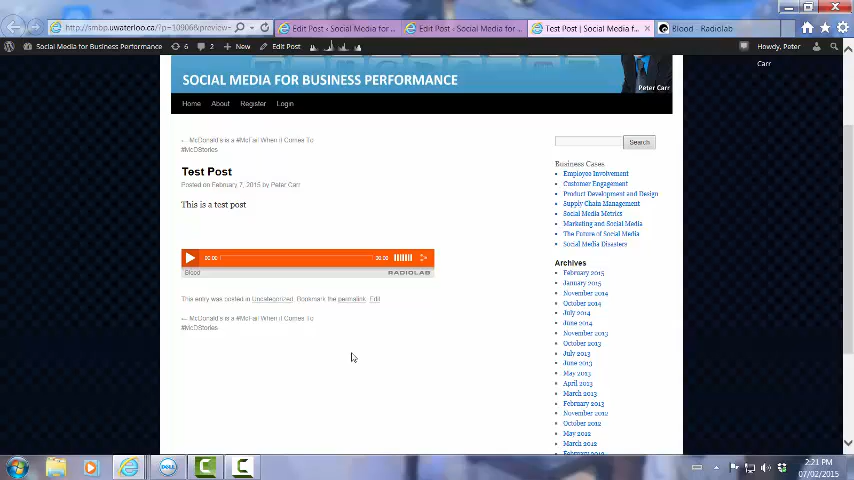 http://smbp.uwaterloo.ca/?p=10906&preview=
Edit Post ‹ Social Media for ...
Edit Post ‹ Social Media for ...
Test Post | Social Media f...
Blood - Radiolab
Social Media for Business Performance
6
2
New
Edit Post
Howdy, Peter
Carr
SOCIAL MEDIA FOR BUSINESS PERFORMANCE
Peter Carr
Home
About
Register
Login
← McDonald's is a #McFail When it Comes To
#McDStories
Search
Test Post
Posted on February 7, 2015 by Peter Carr
This is a test post
00:00
00:00
Blood
RADIOLAB
This entry was posted in Uncategorized. Bookmark the permalink. Edit
← McDonald's is a #McFail When it Comes To
#McDStories
Business Cases
Employee Involvement
Customer Engagement
Product Development and Design
Supply Chain Management
Social Media Metrics
Marketing and Social Media
The Future of Social Media
Social Media Disasters
Archives
February 2015
January 2015
November 2014
October 2014
July 2014
June 2014
November 2013
October 2013
July 2013
June 2013
May 2013
April 2013
March 2013
February 2013
November 2012
October 2012
May 2012
March 2012
February 2012
DELL
2:21 PM
07/02/2015